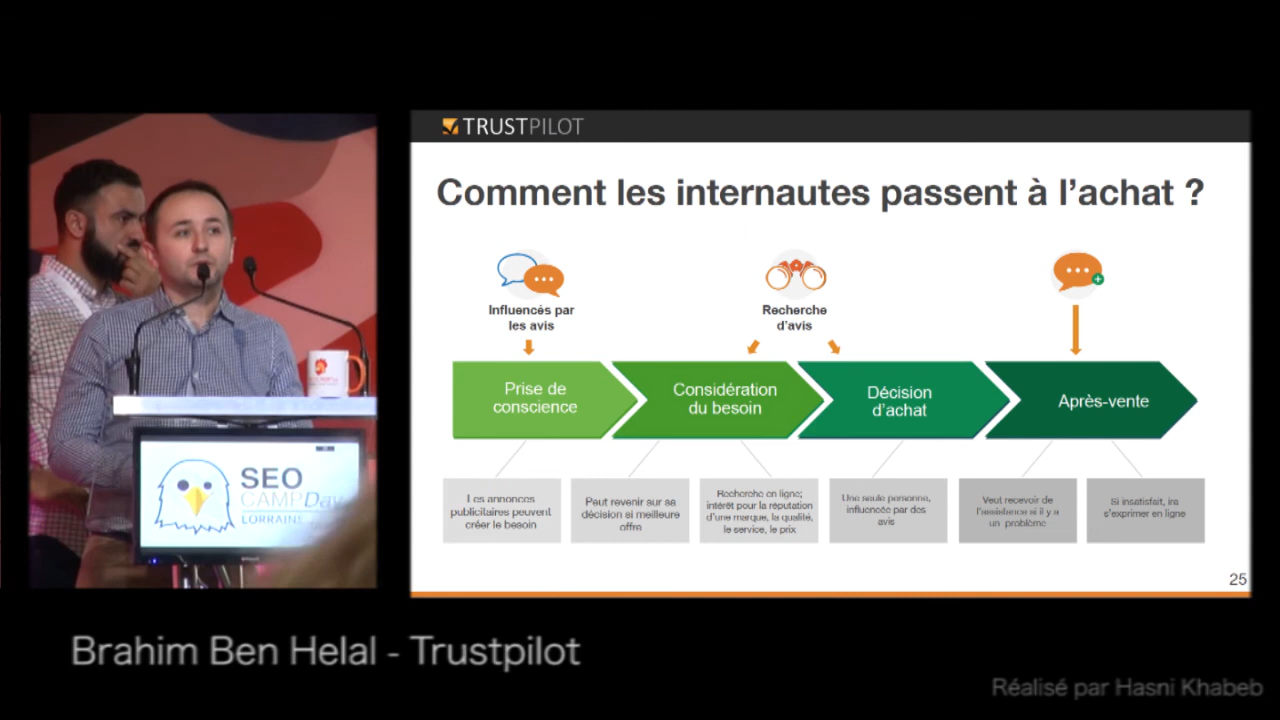 TRUSTPILOT
Comment les internautes passent à l'achat ?
Influencés par
les avis
Recherche
d'avis
Prise de
conscience
Considération
du besoin
Décision
d'achat
Après-vente
Les annonces
publicitaires peuvent
créer le besoin
Peut revenir sur sa
décision si meilleure
offre
Recherche en ligne;
intérêt pour la réputation
d'une marque, la qualité,
le service, le prix
Une seule personne,
influencée par des
avis
Veut recevoir de
l'assistance si il y a
un problème
Si insatisfait, ira
s'exprimer en ligne
25
SEO
CAMPDay
LORRAINE
Brahim Ben Helal - Trustpilot
Réalisé par Hasni Khabeb